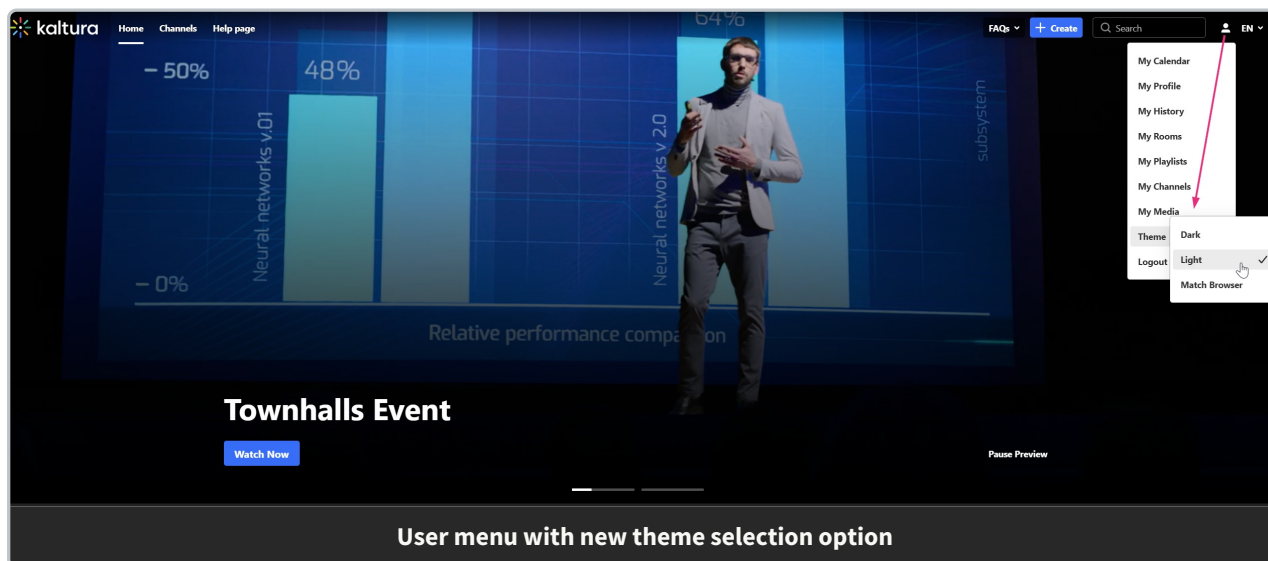 kaltura Home Channels Help page FAQs + Create Search EN
64%
- 50%
48%
Neural networks v.01
Neural networks v 2.0
subsystem
- 0%
Relative performance compa on
My Calendar
My Profile
My History
My Rooms
My Playlists
My Channels
My Media
Theme
Logout
Dark
Light
Match Browser
Townhalls Event
Watch Now
Pause Preview
User menu with new theme selection option